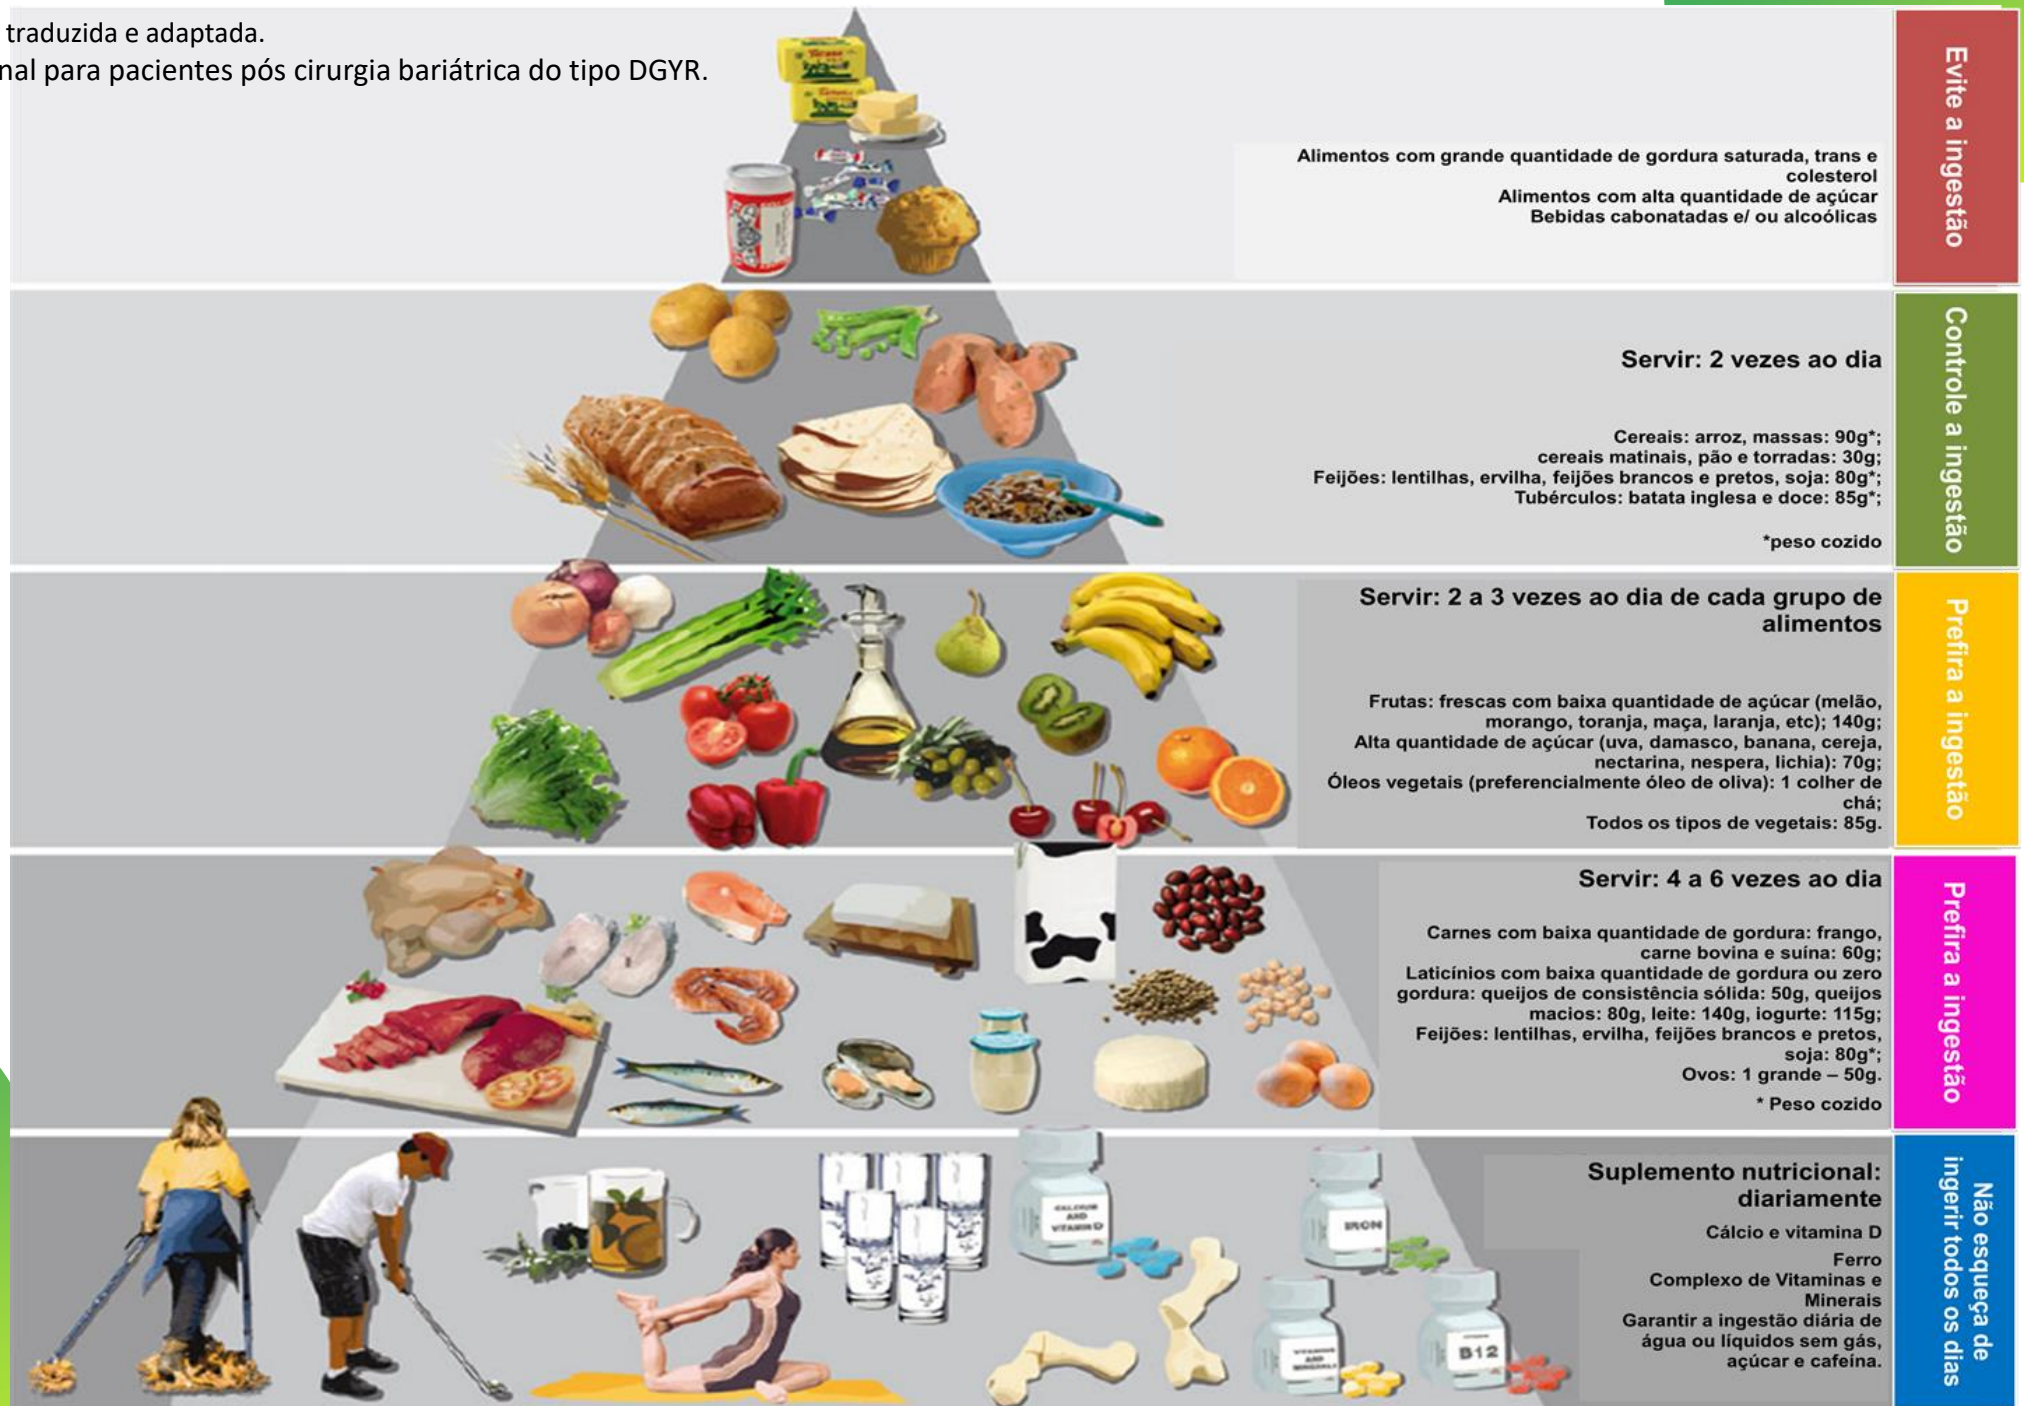 traduzida e adaptada.
nal para pacientes pós cirurgia bariátrica do tipo DGYR.
Evite a ingestão
Alimentos com grande quantidade de gordura saturada, trans e
colesterol
Alimentos com alta quantidade de açúcar
Bebidas cabonatadas e/ ou alcoólicas
Controle a ingestão
Servir: 2 vezes ao dia
Cereais: arroz, massas: 90g*;
cereais matinais, pão e torradas: 30g;
Feijões: lentilhas, ervilha, feijões brancos e pretos, soja: 80g*;
Tubérculos: batata inglesa e doce: 85g*;
*peso cozido
Prefira a ingestão
Servir: 2 a 3 vezes ao dia de cada grupo de
alimentos
Frutas: frescas com baixa quantidade de açúcar (melão,
morango, toranja, maça, laranja, etc); 140g;
Alta quantidade de açúcar (uva, damasco, banana, cereja,
nectarina, nespera, lichia): 70g;
Óleos vegetais (preferencialmente óleo de oliva): 1 colher de
chá;
Todos os tipos de vegetais: 85g.
Prefira a ingestão
Servir: 4 a 6 vezes ao dia
Carnes com baixa quantidade de gordura: frango,
carne bovina e suína: 60g;
Laticínios com baixa quantidade de gordura ou zero
gordura: queijos de consistência sólida: 50g, queijos
macios: 80g, leite: 140g, iogurte: 115g;
Feijões: lentilhas, ervilha, feijões brancos e pretos,
soja: 80g*;
Ovos: 1 grande – 50g.
* Peso cozido
Não esqueça de
ingerir todos os dias
Suplemento nutricional:
diariamente
Cálcio e vitamina D
Ferro
Complexo de Vitaminas e
Minerais
Garantir a ingestão diária de
água ou líquidos sem gás,
açúcar e cafeína.
CALCIUM
AND
VITAMIN D
IRON
VITAMINS
AND
MINERALS
B12